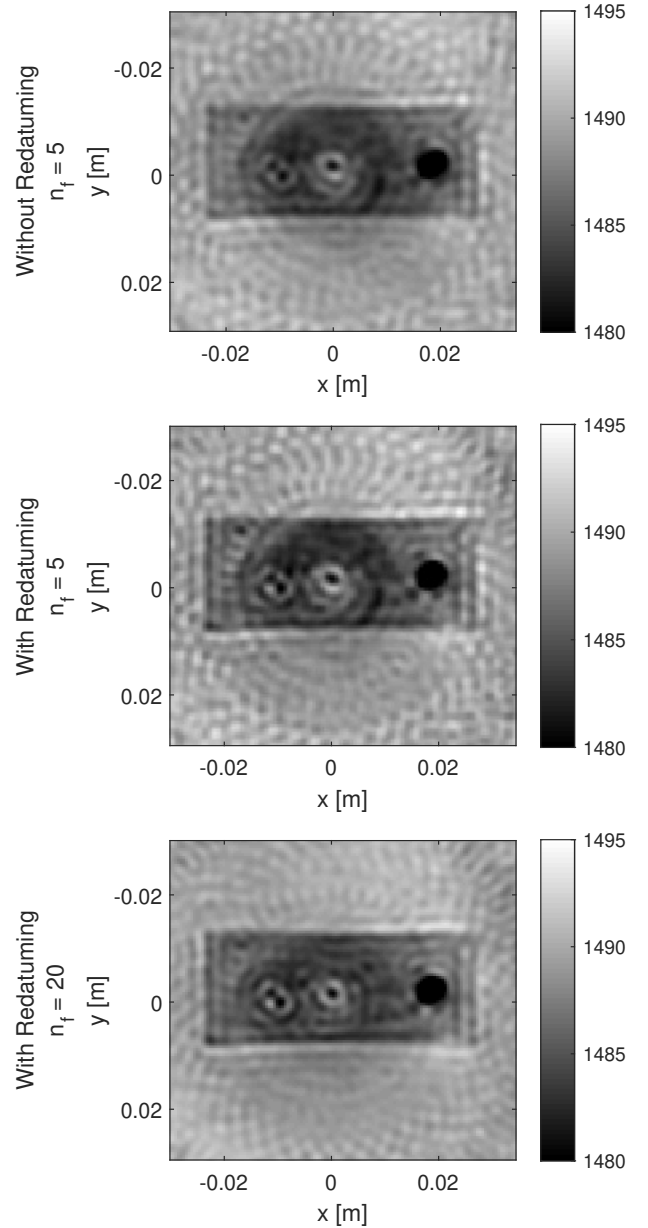 Without Redatuming
n_f = 5
y [m]
-0.02
0
0.02
-0.02
0
0.02
x [m]
1495
1490
1485
1480
With Redatuming
n_f = 5
y [m]
-0.02
0
0.02
-0.02
0
0.02
x [m]
1495
1490
1485
1480
With Redatuming
n_f = 20
y [m]
-0.02
0
0.02
-0.02
0
0.02
x [m]
1495
1490
1485
1480